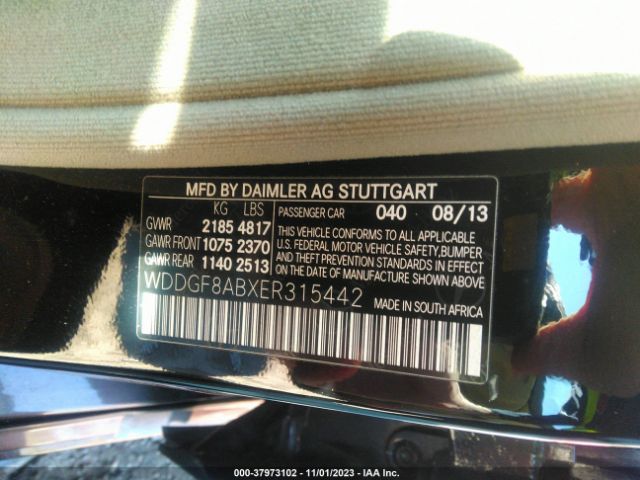 MFD BY DAIMLER AG STUTTGART
KG LBS
GVWR 2185 4817
GAWR FRONT 1075 2370
GAWR REAR 1140 2513
PASSENGER CAR 040 08/13
THIS VEHICLE CONFORMS TO ALL APPLICABLE
U.S. FEDERAL MOTOR VEHICLE SAFETY,BUMPER
AND THEFT PREVENTION STANDARDS IN EFFECT
ON THE DATE OF MANUFACTURE SHOWN ABOVE
WDDGF8ABXER315442
MADE IN SOUTH AFRICA
000-37973102 - 11/01/2023 - IAA Inc.